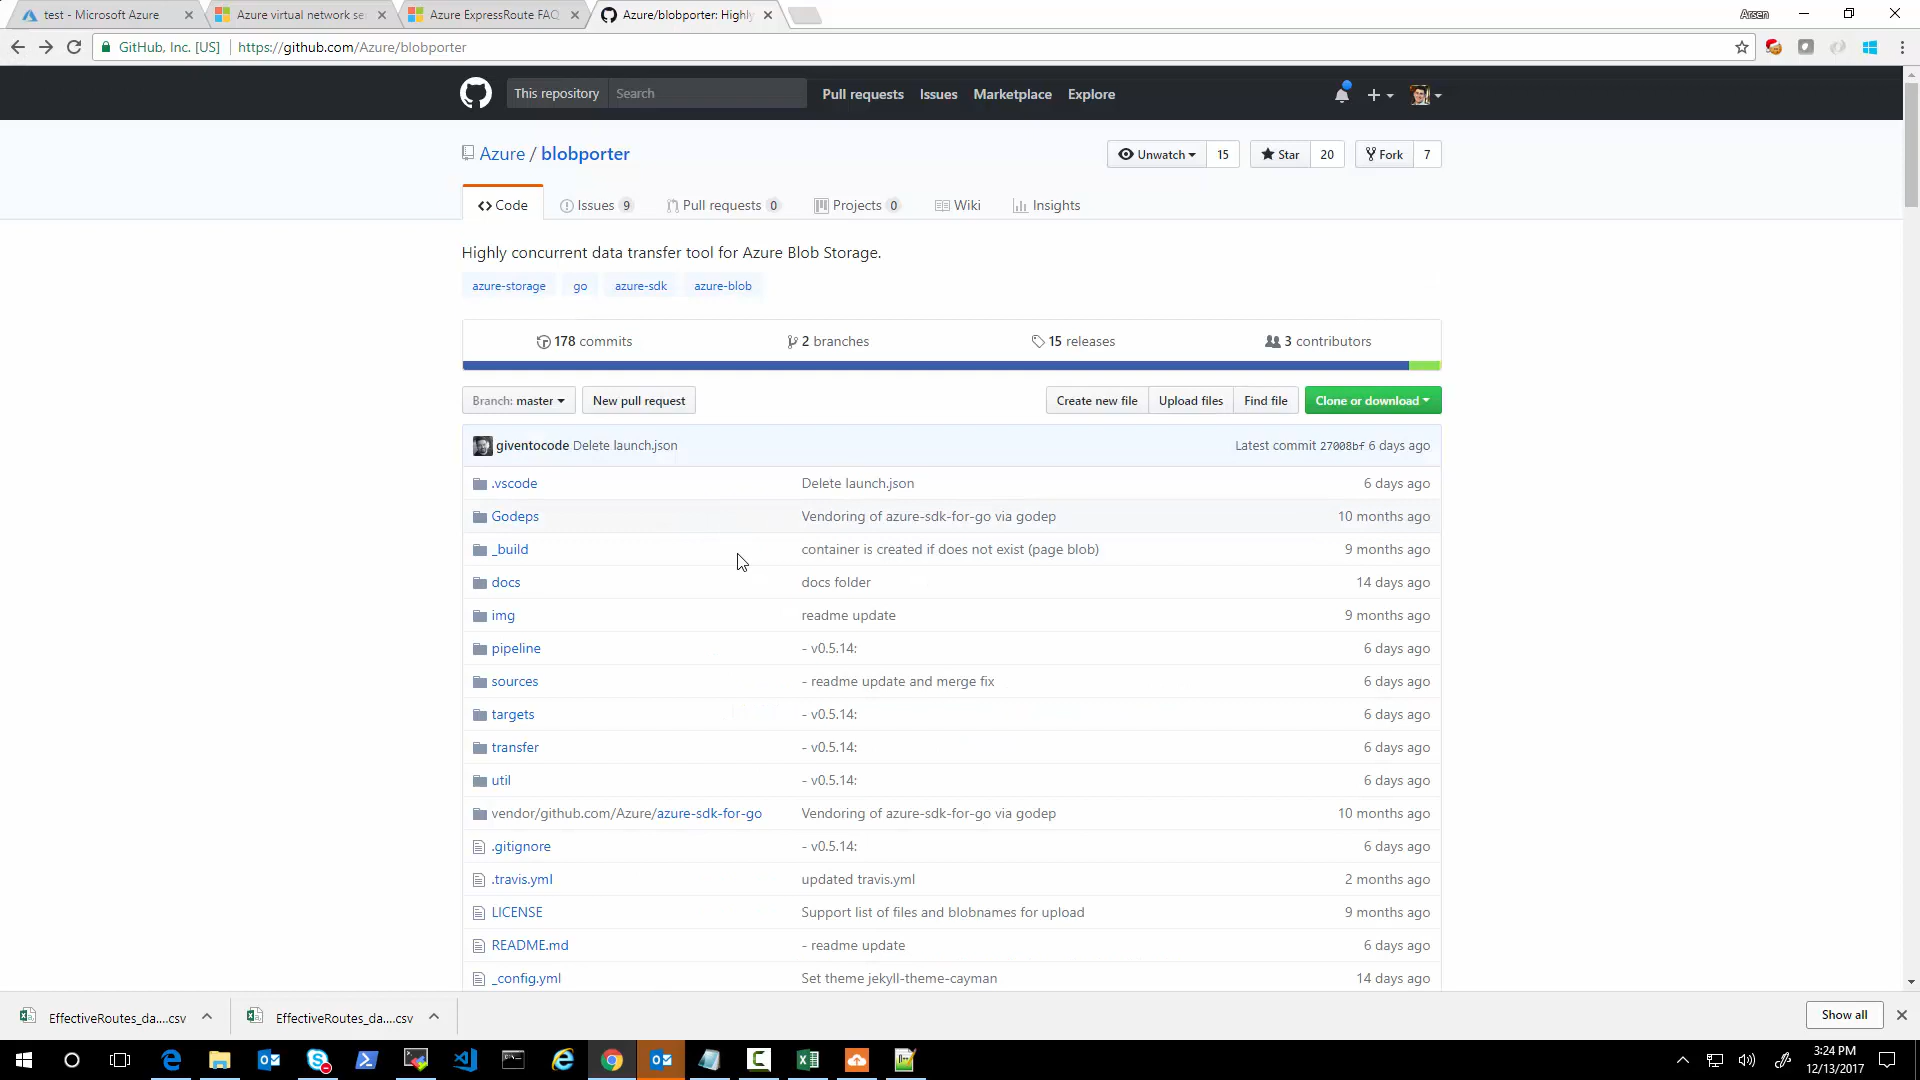 test - Microsoft Azure
Azure virtual network se
Azure ExpressRoute FAQ
Azure/blobporter: Highly
Arsen
GitHub, Inc. [US]
https://github.com/Azure/blobporter
This repository
Search
Pull requests
Issues
Marketplace
Explore
Azure / blobporter
Unwatch
15
Star
20
Fork
7
Code
Issues 9
Pull requests 0
Projects 0
Wiki
Insights
Highly concurrent data transfer tool for Azure Blob Storage.
azure-storage
go
azure-sdk
azure-blob
178 commits
2 branches
15 releases
3 contributors
Branch: master
New pull request
Create new file
Upload files
Find file
Clone or download
giventocode Delete launch.json
Latest commit 27008bf 6 days ago
.vscode
Delete launch.json
6 days ago
Godeps
Vendoring of azure-sdk-for-go via godep
10 months ago
_build
container is created if does not exist (page blob)
9 months ago
docs
docs folder
14 days ago
img
readme update
9 months ago
pipeline
- v0.5.14:
6 days ago
sources
- readme update and merge fix
6 days ago
targets
- v0.5.14:
6 days ago
transfer
- v0.5.14:
6 days ago
util
- v0.5.14:
6 days ago
vendor/github.com/Azure/azure-sdk-for-go
Vendoring of azure-sdk-for-go via godep
10 months ago
.gitignore
- v0.5.14:
6 days ago
.travis.yml
updated travis.yml
2 months ago
LICENSE
Support list of files and blobnames for upload
9 months ago
README.md
- readme update
6 days ago
_config.yml
Set theme jekyll-theme-cayman
14 days ago
EffectiveRoutes_da....csv
EffectiveRoutes_da....csv
Show all
3:24 PM
12/13/2017